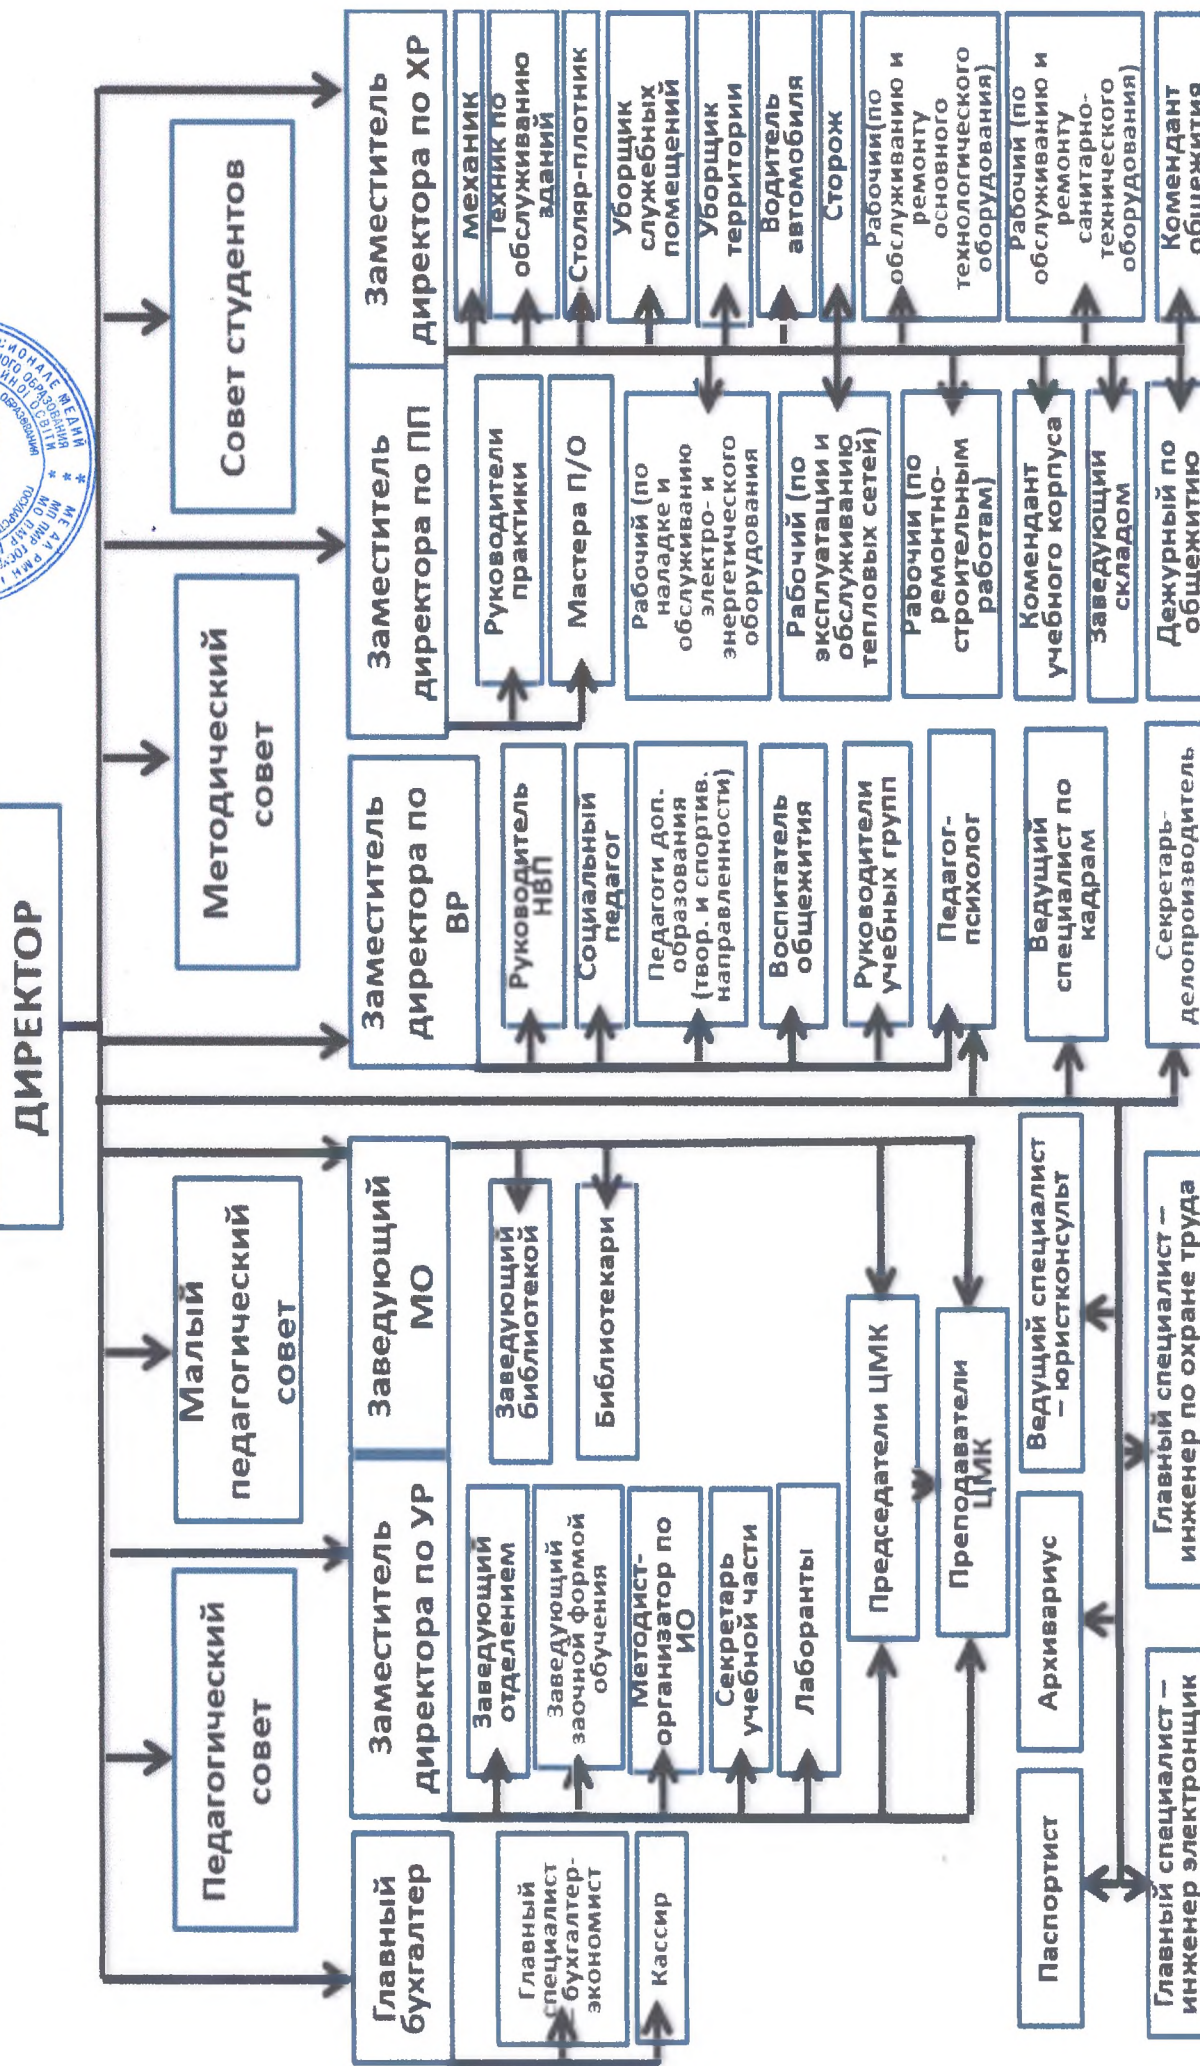 ДИРЕКТОР
Педагогический
совет
Малый
педагогический
совет
Методический
совет
Совет студентов
Главный
бухгалтер
Заместитель
директора по УР
Заведующий
МО
Заместитель
директора по
ВР
Заместитель
директора по ПП
Заместитель
директора по ХР
Главный
специалист
бухгалтер-
экономист
Кассир
Заведующий
отделением
Заведующий
заочной формой
обучения
Методист-
организатор по
ИО
Секретарь
учебной части
Лаборанты
Заведующий
библиотекой
Библиотекари
Председатели ЦМК
Преподаватели
ЦМК
Руководитель
НВП
Социальный
педагог
Педагоги доп.
образования
(твор. и спортив.
направленности)
Воспитатель
общежития
Руководители
учебных групп
Педагог-
психолог
Ведущий
специалист по
кадрам
Секретарь-
делопроизводитель
Руководители
практики
Мастера П/О
Рабочий (по
наладке и
обслуживанию
электро- и
энергетического
оборудования
Рабочий (по
эксплуатации и
обслуживанию
тепловых сетей)
Рабочии (по
ремонтно-
строительным
работам)
Комендант
учебного корпуса
Заведующий
складом
Дежурный по
общежитию
механик
Техник по
обслуживанию
зданий
Столяр-плотник
Уборщик
служебных
помещений
Уборщик
территории
Водитель
автомобиля
Сторож
Рабочии(по
обслуживанию и
ремонту
основного
технологического
оборудования)
Рабочий (по
обслуживанию и
ремонту
санитарно-
технического
оборудования)
Комендант
общежития
Паспортист
Архивариус
Ведущий специалист
– юристконсульт
Главный специалист –
инженер электронщик
Главный специалист –
инженер по охране труда